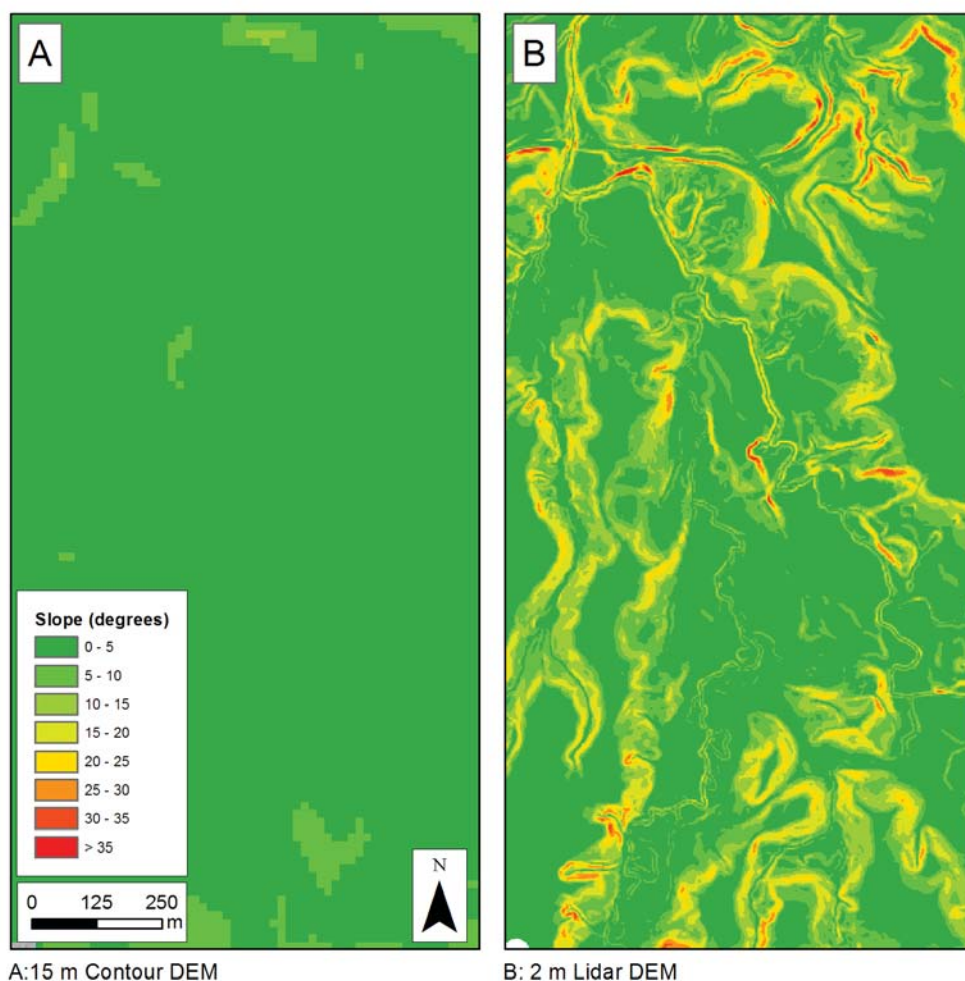 A
B
Slope (degrees)
0 - 5
5 - 10
10 - 15
15 - 20
20 - 25
25 - 30
30 - 35
> 35
N
0 125 250
m
A:15 m Contour DEM
B: 2 m Lidar DEM